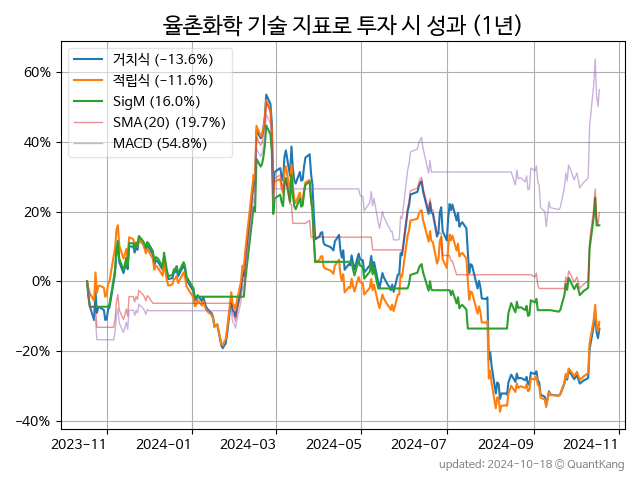 율촌화학 기술 지표로 투자 시 성과 (1년)
거치식 (−13.6%)
적립식 (−11.6%)
SigM (16.0%)
SMA(20) (19.7%)
MACD (54.8%)
60%
40%
20%
0%
−20%
−40%
2023-11 2024-01 2024-03 2024-05 2024-07 2024-09 2024-11
updated: 2024-10-18 © QuantKang